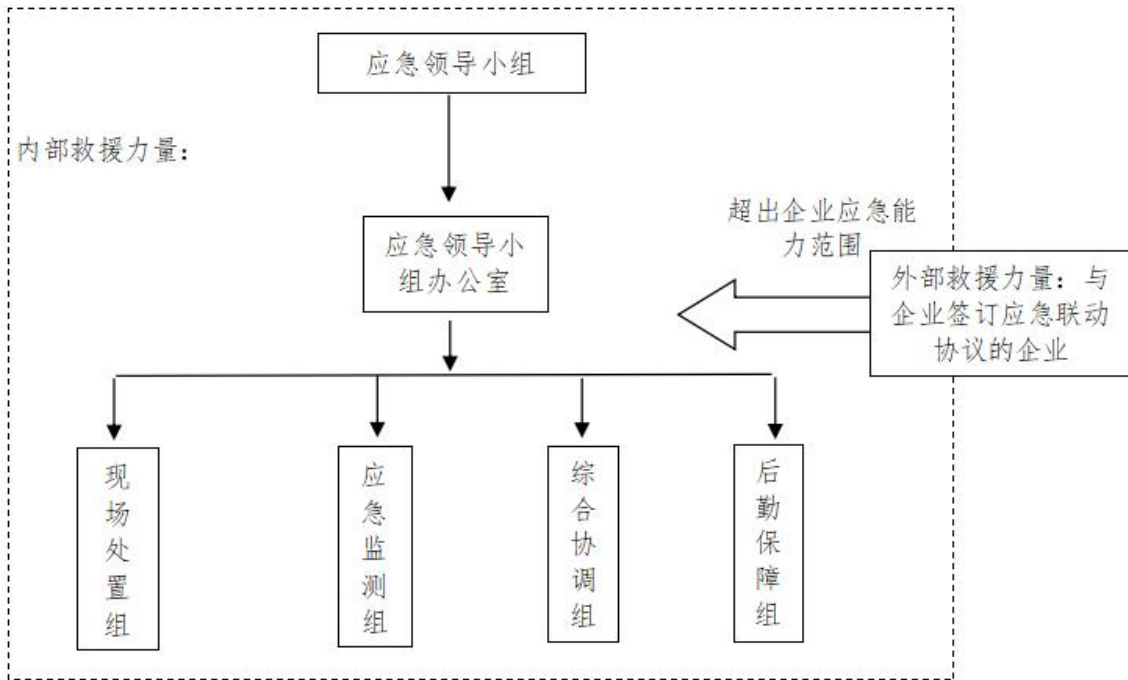 应急领导小组
内部救援力量：
超出企业应急能
力范围
应急领导小
组办公室
外部救援力量：与
企业签订应急联动
协议的企业
现场处置组
应急监测组
综合协调组
后勤保障组